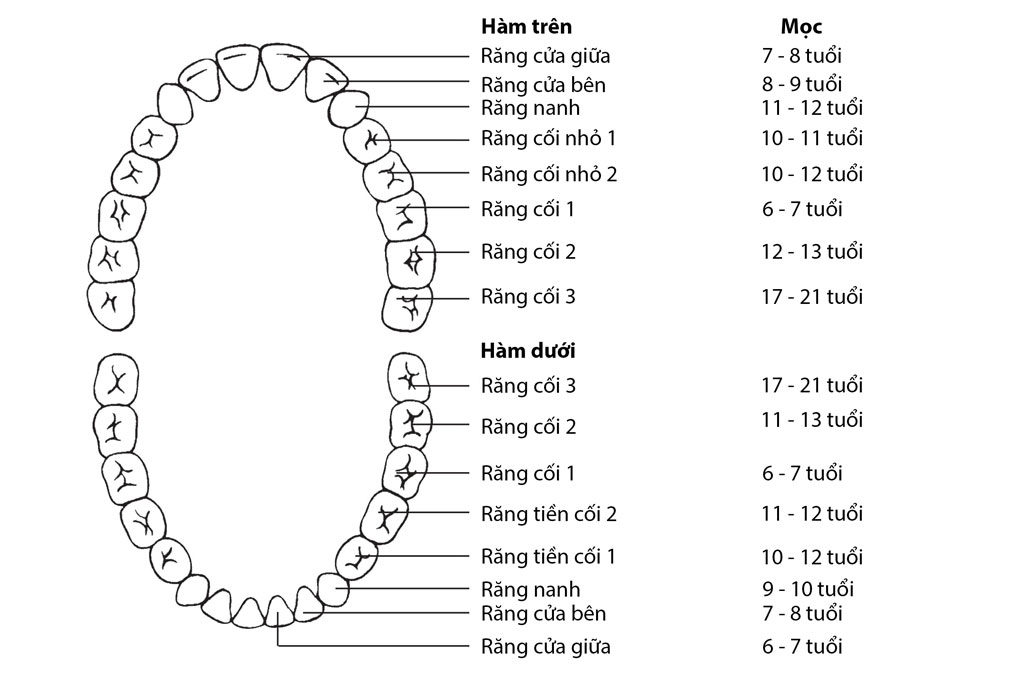 Hàm trên Mọc
Răng cửa giữa 7 - 8 tuổi
Răng cửa bên 8 - 9 tuổi
Răng nanh 11 - 12 tuổi
Răng cối nhỏ 1 10 - 11 tuổi
Răng cối nhỏ 2 10 - 12 tuổi
Răng cối 1 6 - 7 tuổi
Răng cối 2 12 - 13 tuổi
Răng cối 3 17 - 21 tuổi
Hàm dưới
Răng cối 3 17 - 21 tuổi
Răng cối 2 11 - 13 tuổi
Răng cối 1 6 - 7 tuổi
Răng tiền cối 2 11 - 12 tuổi
Răng tiền cối 1 10 - 12 tuổi
Răng nanh 9 - 10 tuổi
Răng cửa bên 7 - 8 tuổi
Răng cửa giữa 6 - 7 tuổi